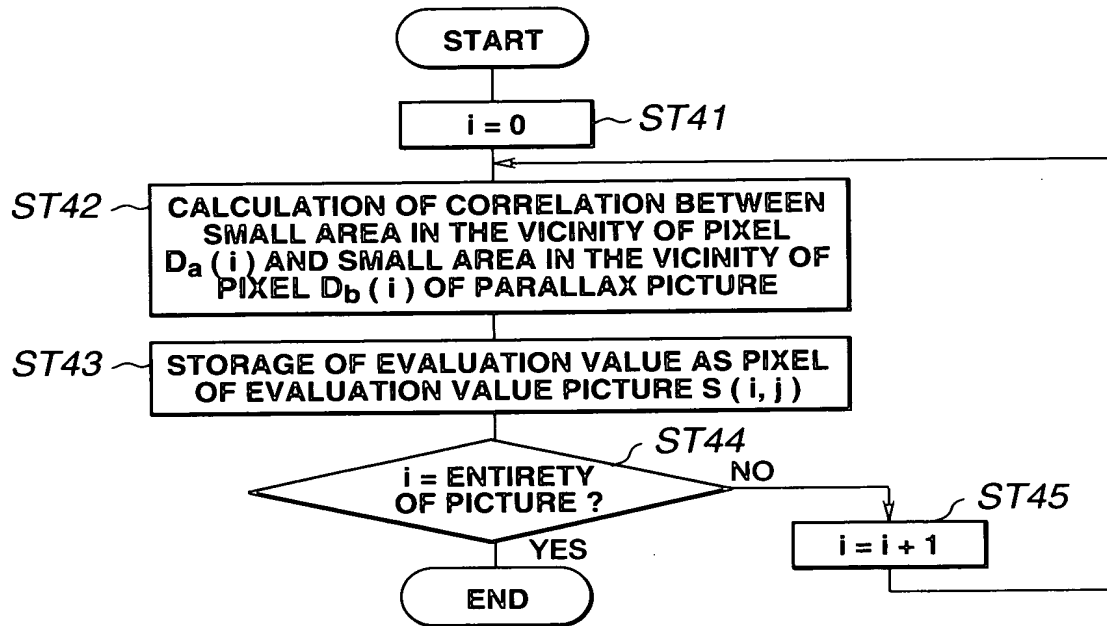 START
i = 0
ST41
ST42
CALCULATION OF CORRELATION BETWEEN
SMALL AREA IN THE VICINITY OF PIXEL
Da ( i ) AND SMALL AREA IN THE VICINITY OF
PIXEL Db ( i ) OF PARALLAX PICTURE
ST43
STORAGE OF EVALUATION VALUE AS PIXEL
OF EVALUATION VALUE PICTURE S ( i, j )
ST44
i = ENTIRETY
OF PICTURE ?
NO
ST45
i = i + 1
YES
END